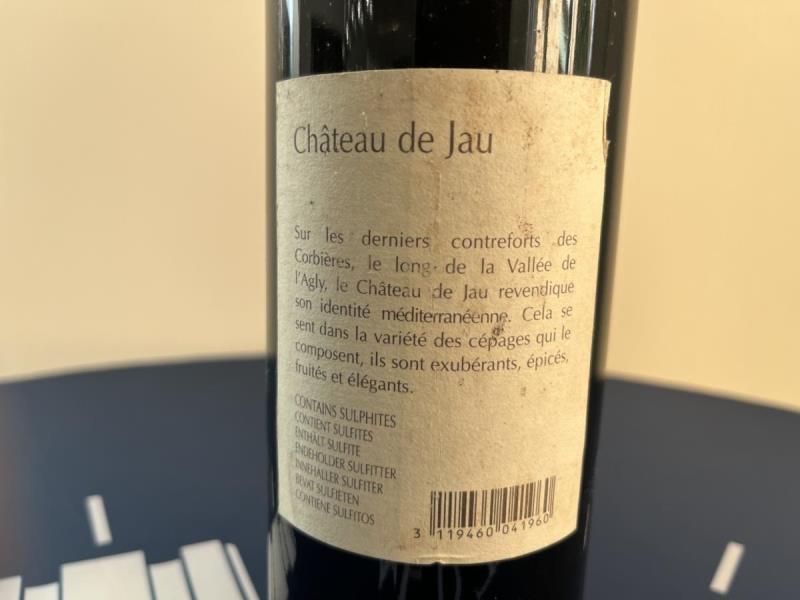 Château de Jau
Sur les derniers contreforts des
Corbières, le long de la Vallée de
l'Agly, le Château de Jau revendique
son identité méditerranéenne. Cela se
sent dans la variété des cépages qui le
composent, ils sont exubérants, épicés,
fruités et élégants.
CONTAINS SULPHITES
CONTIENT SULFITES
ENTHÄLT SULFITE
ENDEHOLDER SULFITTER
INNEHALLER SULFITER
BEVAT SULFIETEN
CONTIENE SULFITOS
3 119460 041960